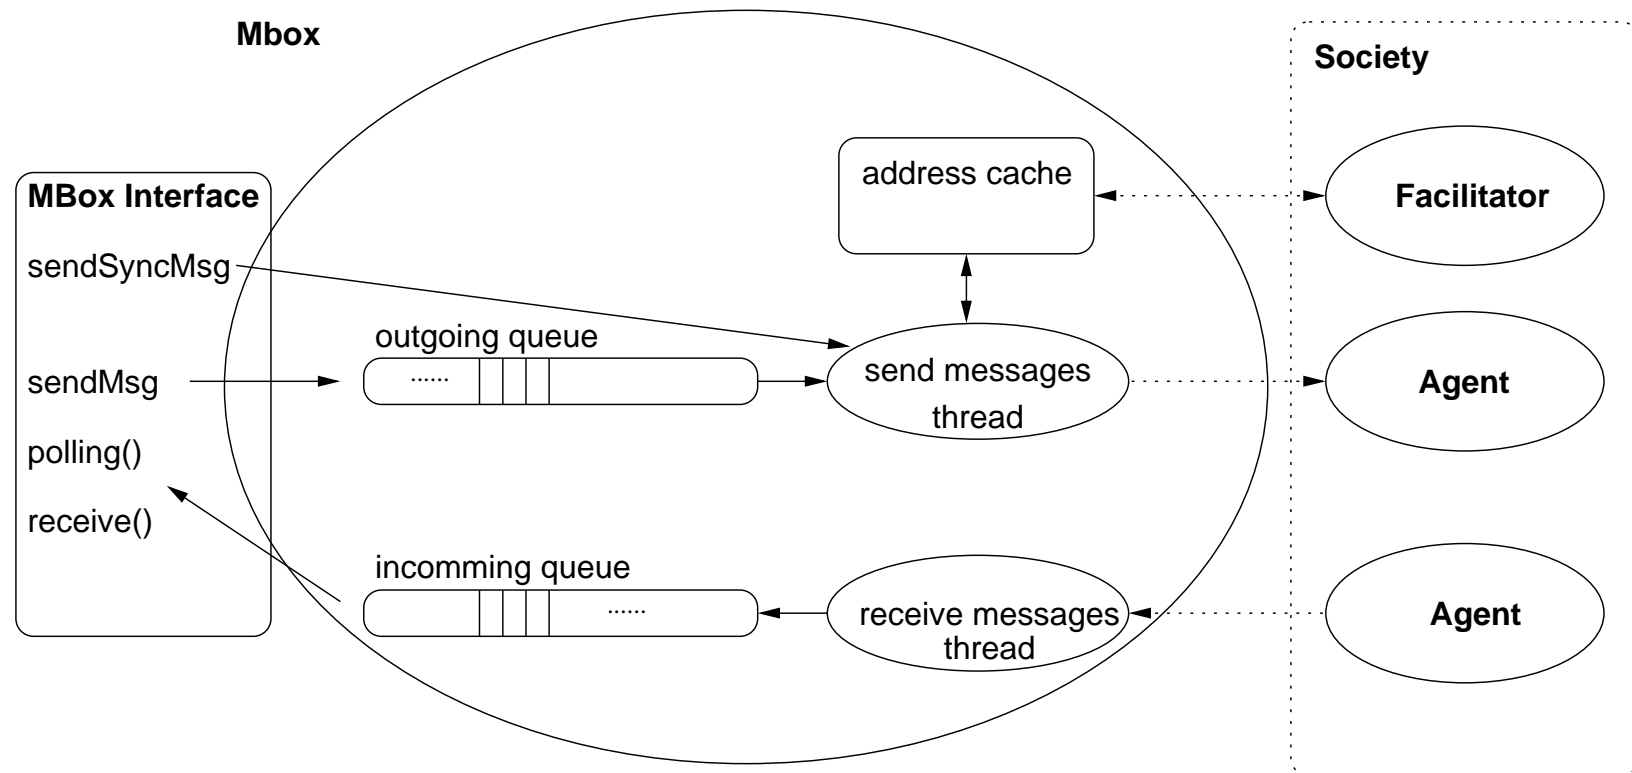 Mbox
Society
MBox Interface
sendSyncMsg
sendMsg
polling()
receive()
outgoing queue
......
incomming queue
......
address cache
send messages
thread
receive messages
thread
Facilitator
Agent
Agent